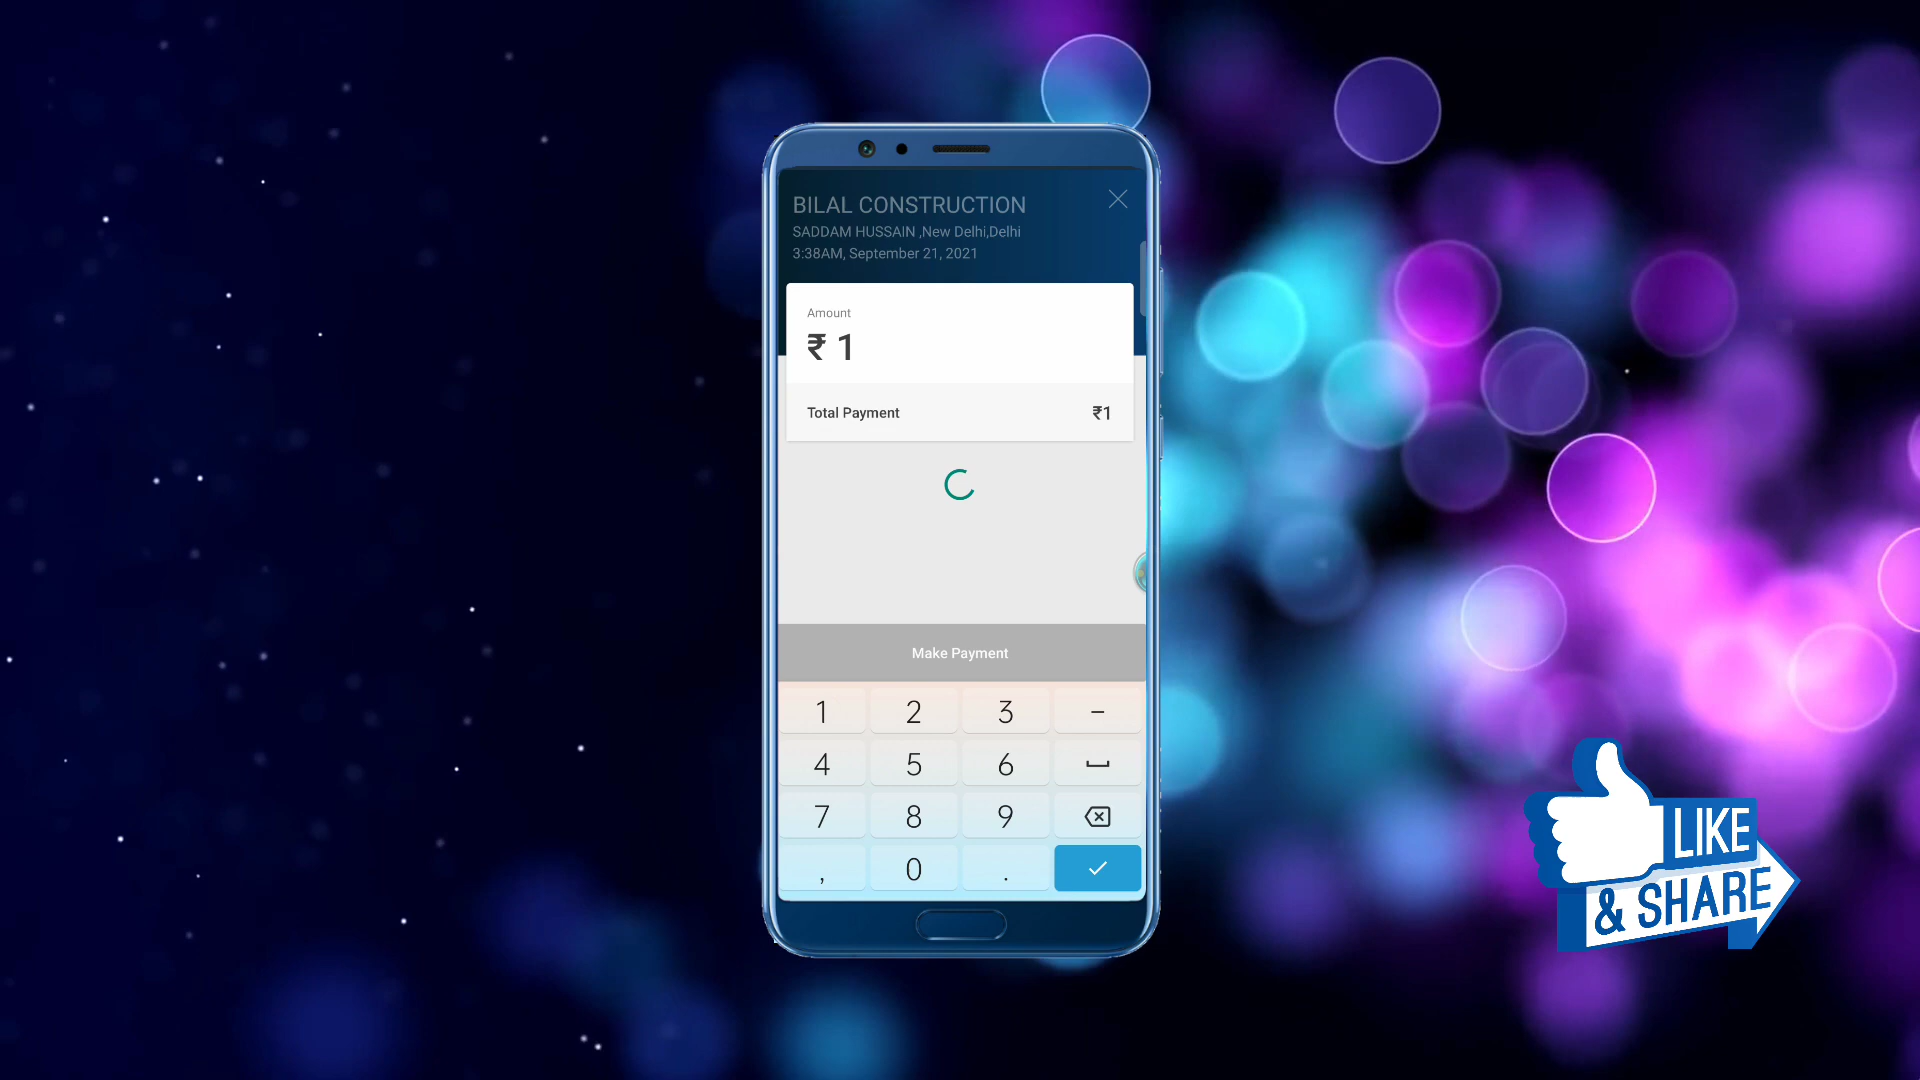 BILAL CONSTRUCTION
SADDAM HUSSAIN ,New Delhi,Delhi
3:38AM, September 21, 2021
Amount
₹ 1
Total Payment ₹1
Make Payment
1 2 3 -
4 5 6
7 8 9
, 0 .
LIKE
& SHARE